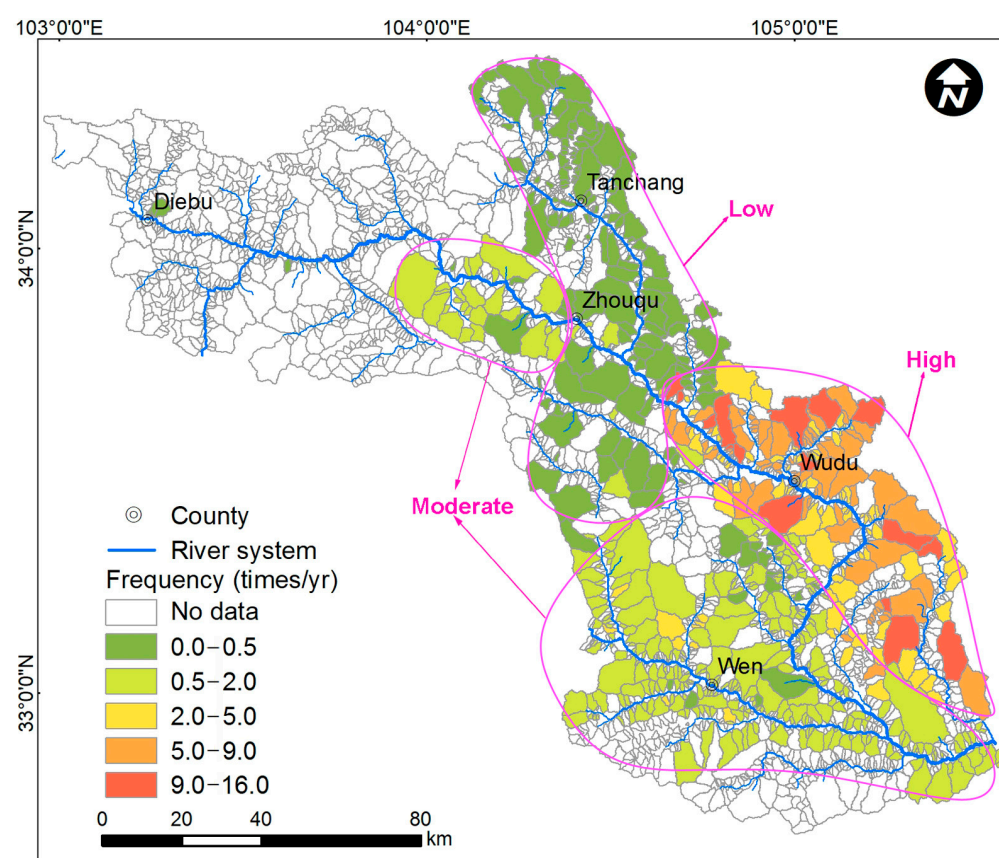 103°0'0"E
104°0'0"E
105°0'0"E
N
Tanchang
Diebu
Low
34°0'0"N
Zhouqu
High
Wudu
Moderate
County
River system
Frequency (times/yr)
No data
0.0–0.5
0.5–2.0
2.0–5.0
5.0–9.0
9.0–16.0
Wen
33°0'0"N
0 20 40 80
km